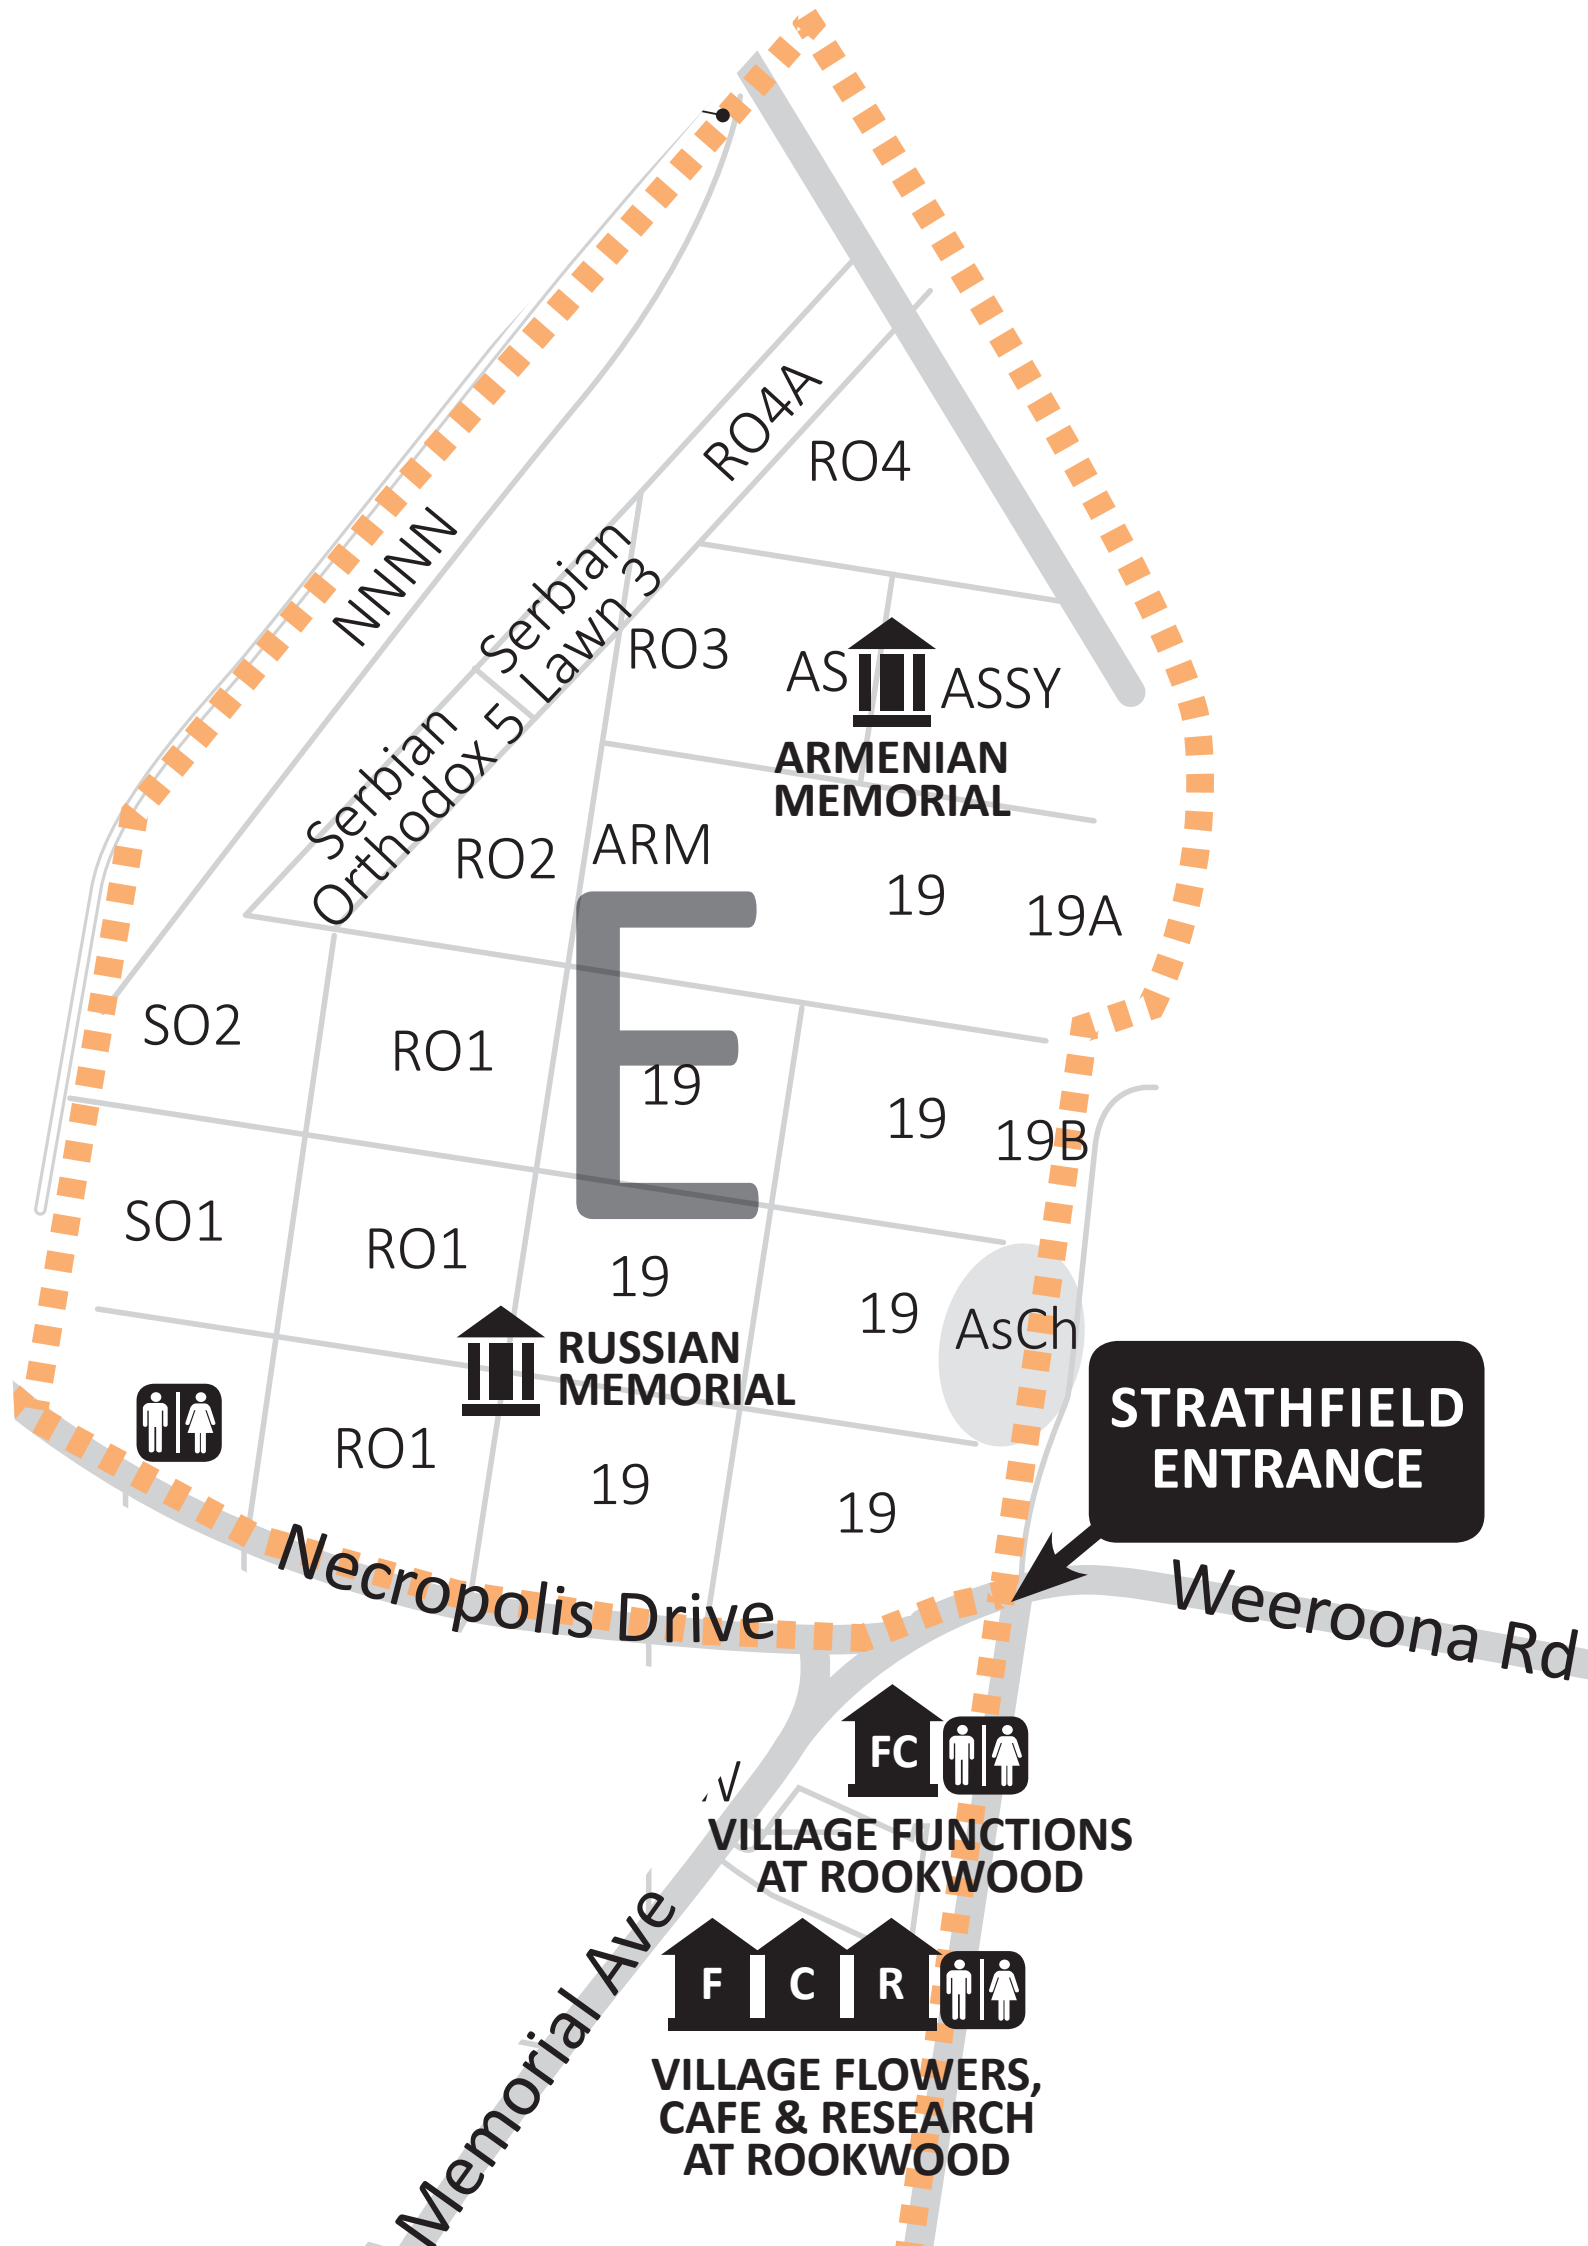 RO4A
RO4
NNNN
Serbian
Lawn 3
RO3
AS
ASSY
ARMENIAN
MEMORIAL
Serbian
Orthodox 5
RO2
ARM
19
19A
E
SO2
RO1
19
19
19B
SO1
RO1
19
19
AsCh
RUSSIAN
MEMORIAL
STRATHFIELD
ENTRANCE
RO1
19
19
Necropolis Drive
Weeroona Rd
FC
VILLAGE FUNCTIONS
AT ROOKWOOD
Memorial Ave
F C R
VILLAGE FLOWERS,
CAFE & RESEARCH
AT ROOKWOOD